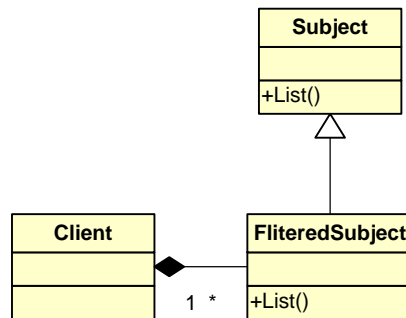 Subject
+List()
Client
FliteredSubject
1 *
+List()